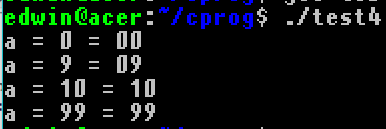 edwin@acer:~/cprog$ ./test4
a = 0 = 00
a = 9 = 09
a = 10 = 10
a = 99 = 99